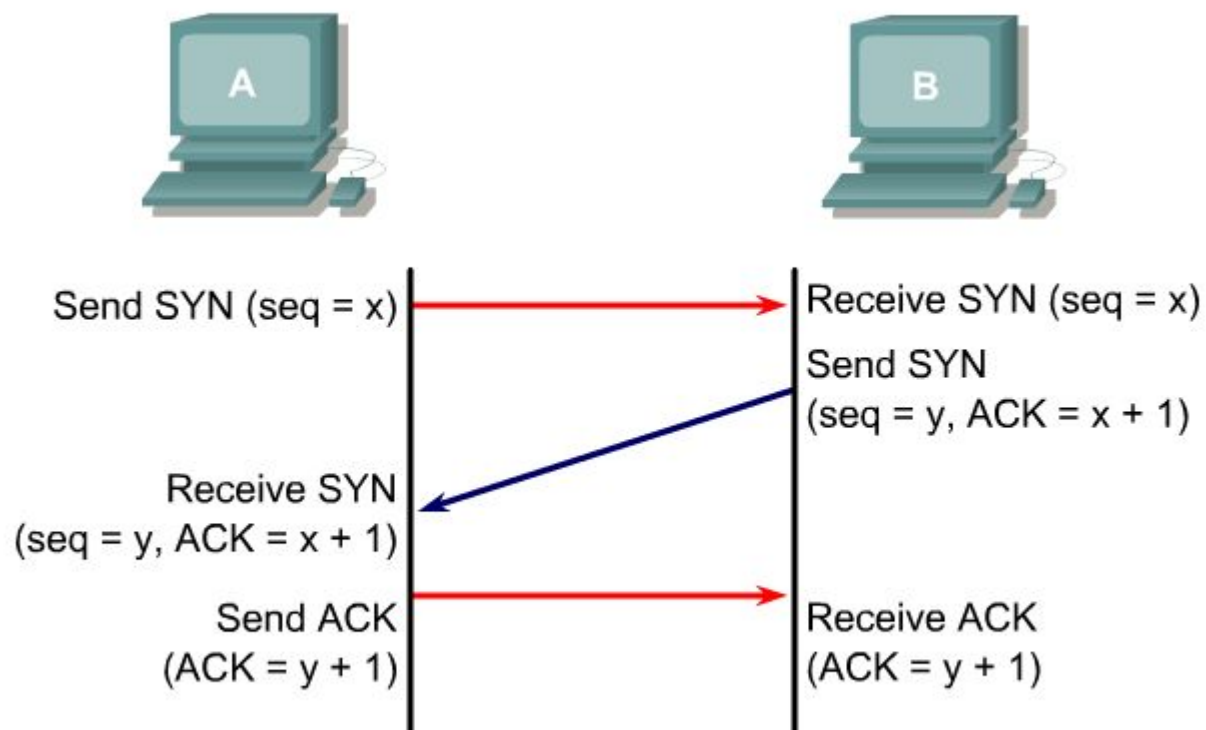 A
B
Send SYN (seq = x)
Receive SYN (seq = x)
Send SYN
(seq = y, ACK = x + 1)
Receive SYN
(seq = y, ACK = x + 1)
Send ACK
(ACK = y + 1)
Receive ACK
(ACK = y + 1)